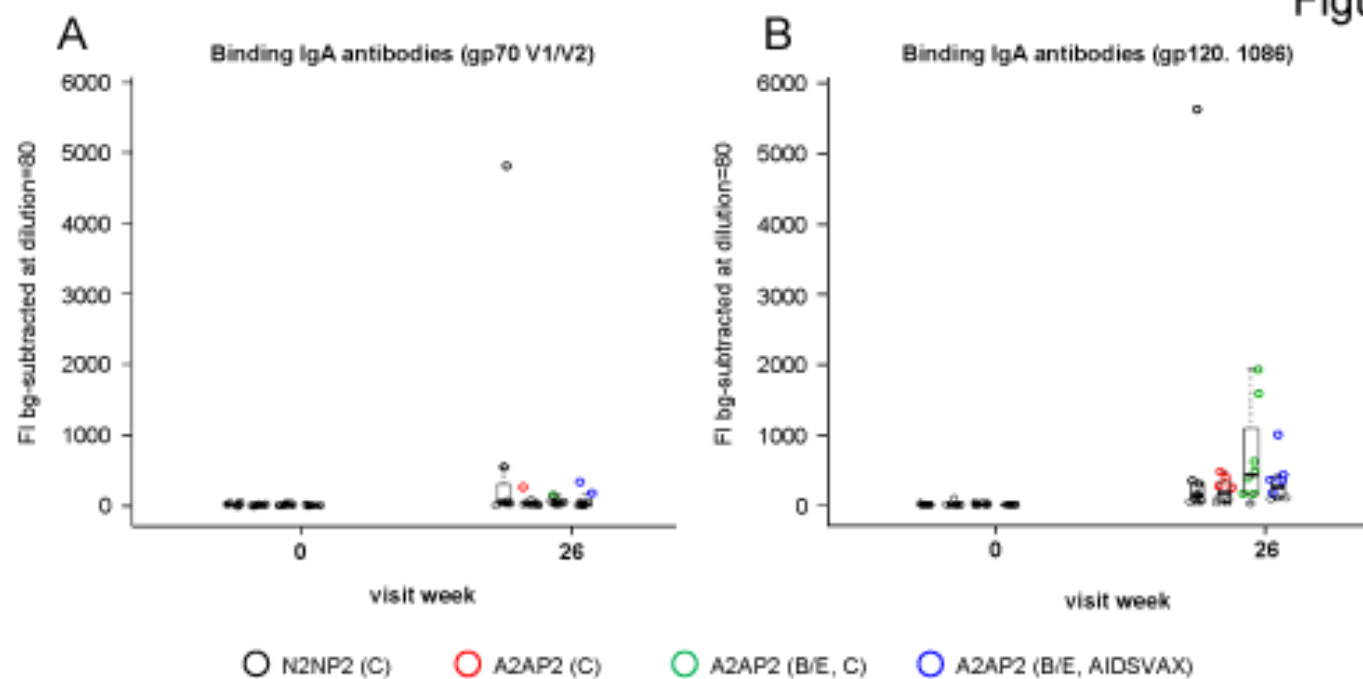 Figu
A
Binding IgA antibodies (gp70 V1/V2)
FI bg-subtracted at dilution=80
6000
5000
4000
3000
2000
1000
0
0 26
visit week
B
Binding IgA antibodies (gp120. 1086)
FI bg-subtracted at dilution=80
6000
5000
4000
3000
2000
1000
0
0 26
visit week
N2NP2 (C) A2AP2 (C) A2AP2 (B/E, C) A2AP2 (B/E, AIDSVAX)